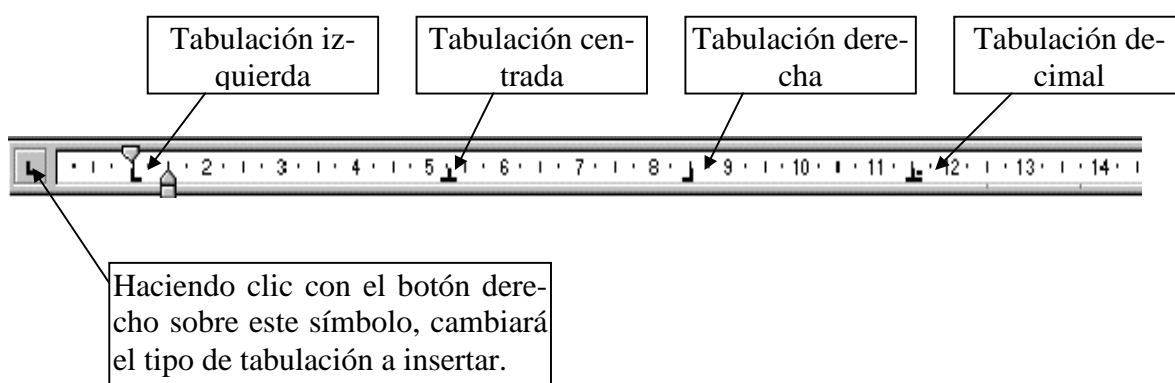 Tabulación iz-
quierda
Tabulación cen-
trada
Tabulación dere-
cha
Tabulación de-
cimal
2 3 4 5 6 7 8 9 10 11 12 13 14
Haciendo clic con el botón dere-
cho sobre este símbolo, cambiará
el tipo de tabulación a insertar.